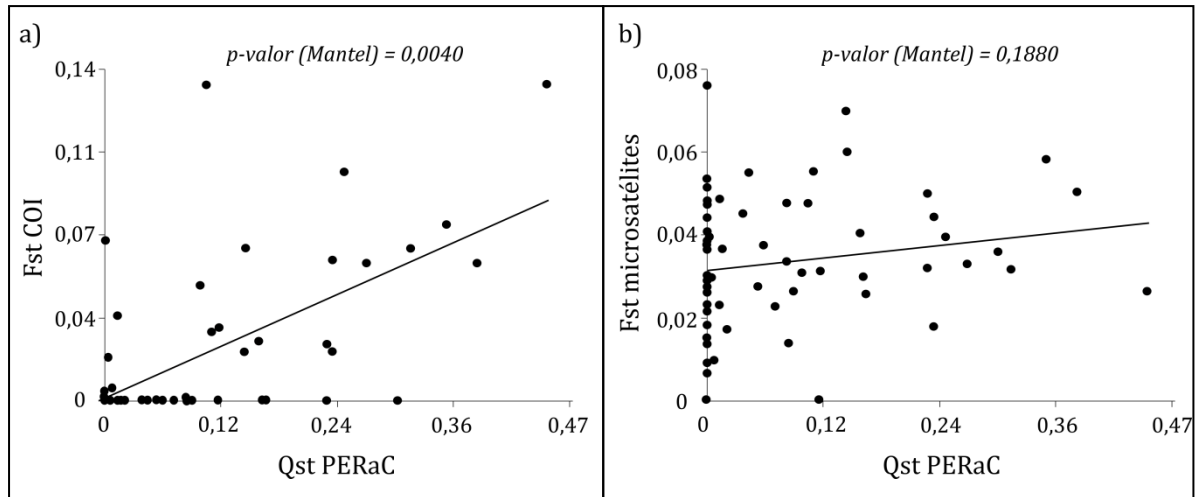 a)
p-valor (Mantel) = 0,0040
0,14
0,11
0,07
0,04
0
Fst COI
0 0,12 0,24 0,36 0,47
Qst PERaC
b)
p-valor (Mantel) = 0,1880
0,08
0,06
0,04
0,02
0
Fst microsatélites
0 0,12 0,24 0,36 0,47
Qst PERaC